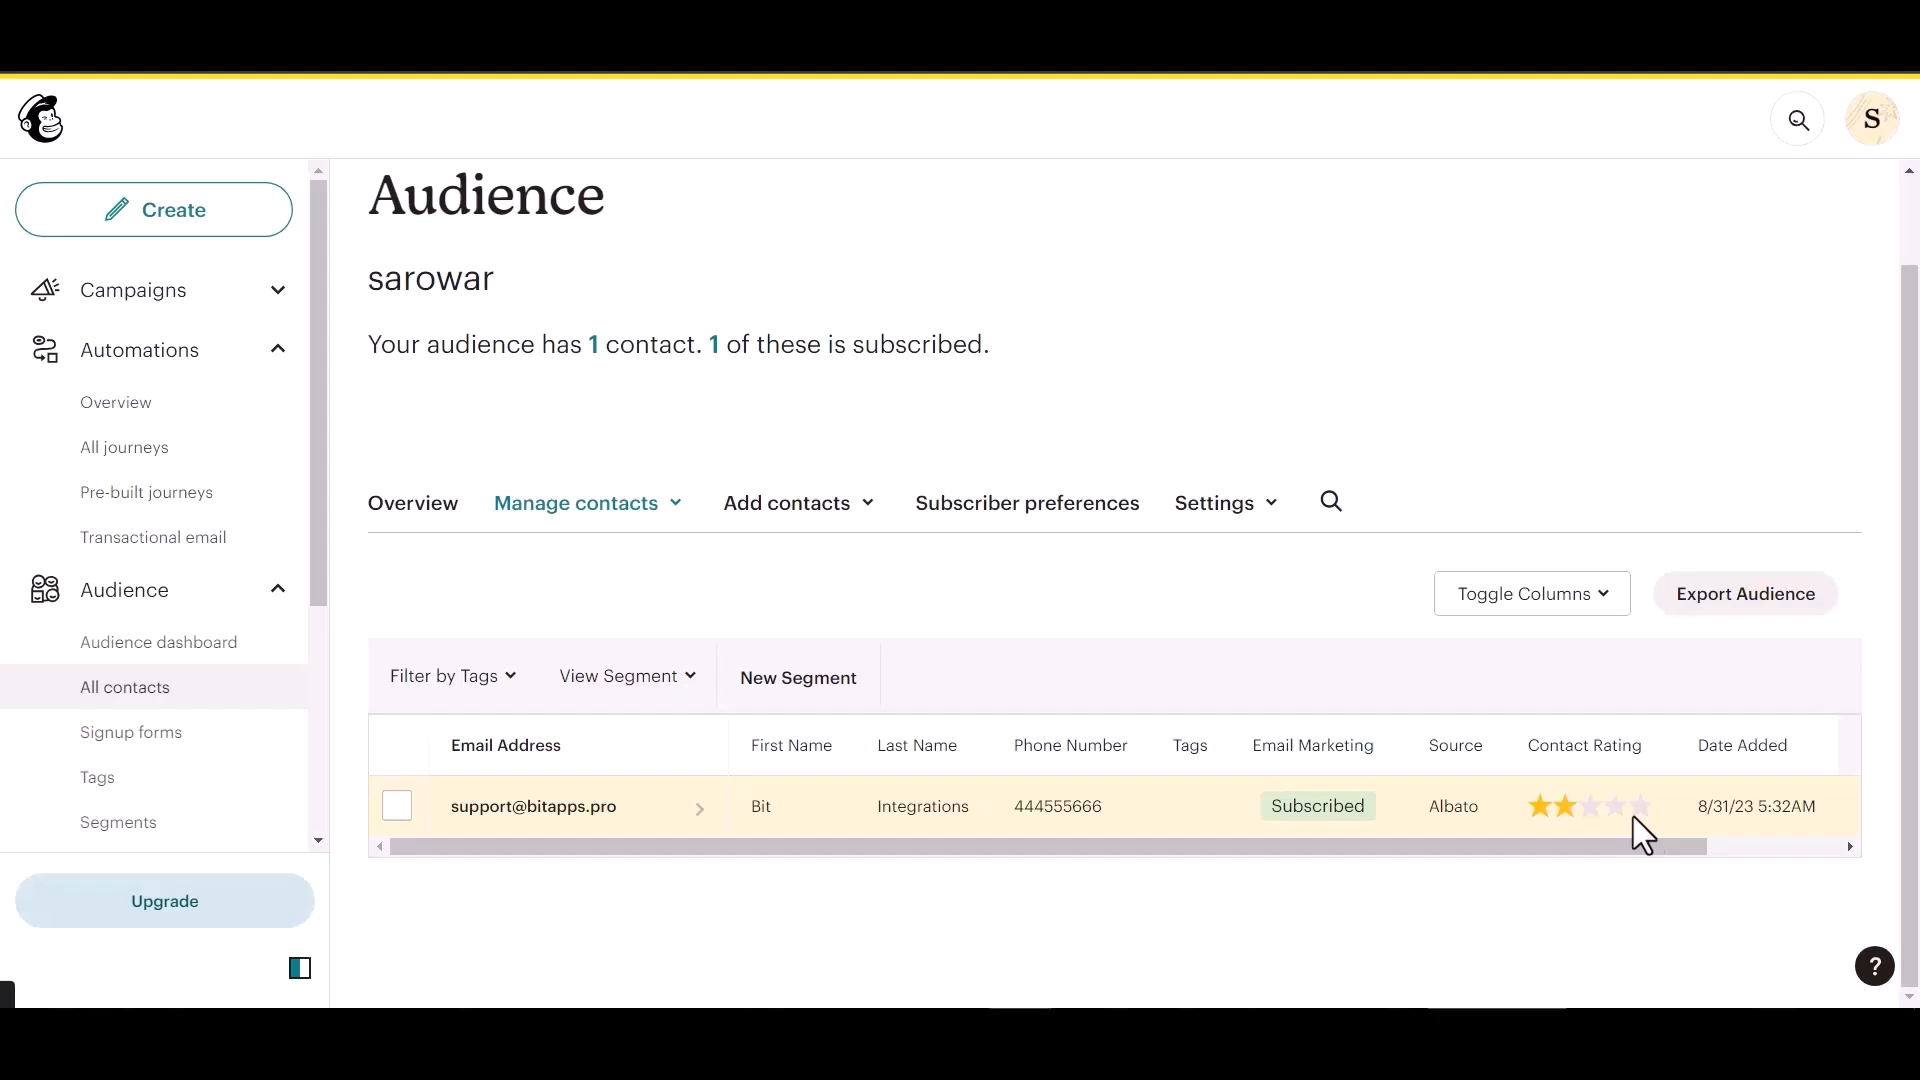 S
Create
Campaigns
Automations
Overview
All journeys
Pre-built journeys
Transactional email
Audience
Audience dashboard
All contacts
Signup forms
Tags
Segments
Upgrade
Audience
sarowar
Your audience has 1 contact. 1 of these is subscribed.
Overview Manage contacts Add contacts Subscriber preferences Settings
Toggle Columns Export Audience
Filter by Tags View Segment New Segment
Email Address First Name Last Name Phone Number Tags Email Marketing Source Contact Rating Date Added
support@bitapps.pro Bit Integrations 444555666 Subscribed Albato 8/31/23 5:32AM
?